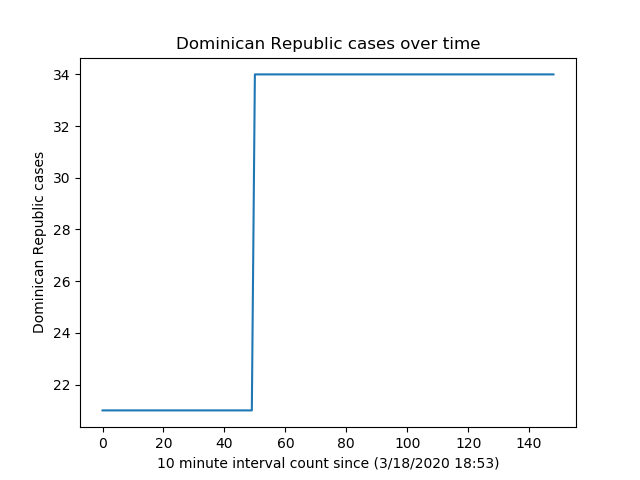 Dominican Republic cases over time
Dominican Republic cases
34
32
30
28
26
24
22
0 20 40 60 80 100 120 140
10 minute interval count since (3/18/2020 18:53)